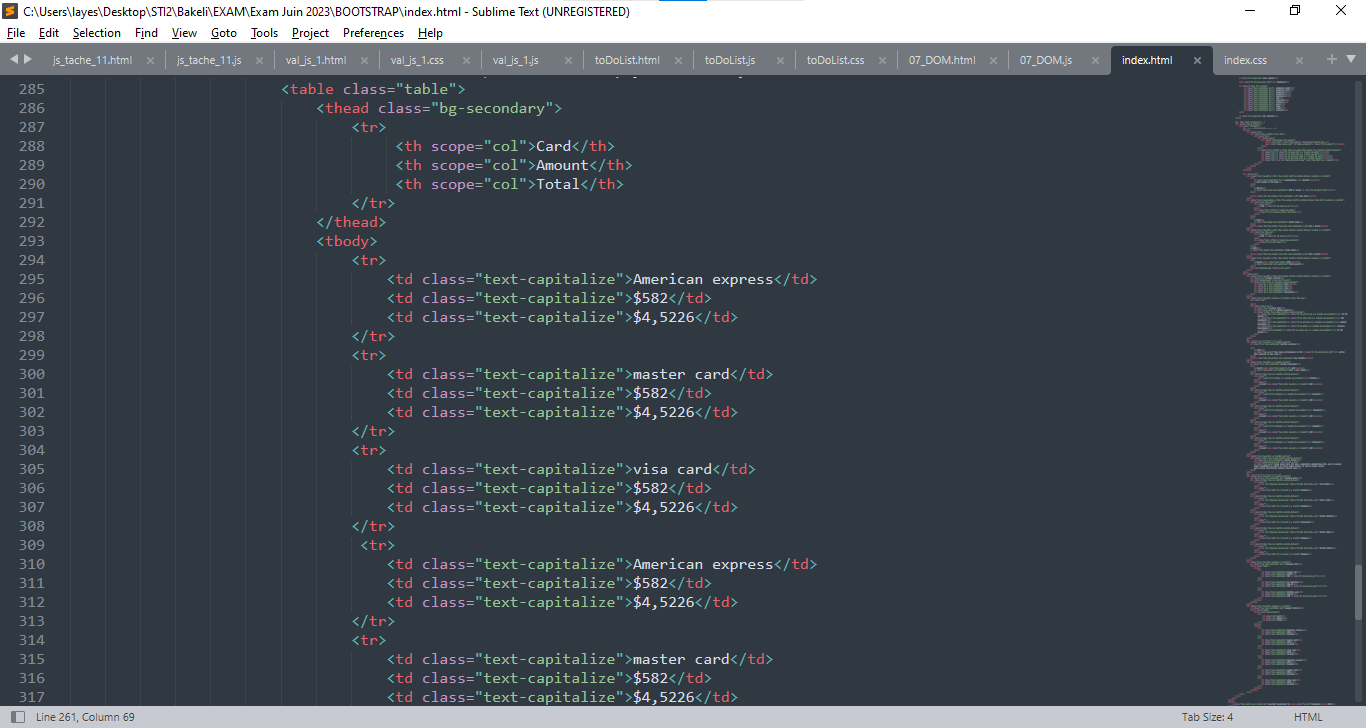 C:\Users\layes\Desktop\STI2\Bakeli\EXAM\Exam Juin 2023\BOOTSTRAP\index.html - Sublime Text (UNREGISTERED)
File Edit Selection Find View Goto Tools Project Preferences Help
js_tache_11.html js_tache_11.js val_js_1.html val_js_1.css val_js_1.js toDoList.html toDoList.js toDoList.css 07_DOM.html 07_DOM.js index.html index.css
285 <table class="table">
286 <thead class="bg-secondary">
287 <tr>
288 <th scope="col">Card</th>
289 <th scope="col">Amount</th>
290 <th scope="col">Total</th>
291 </tr>
292 </thead>
293 <tbody>
294 <tr>
295 <td class="text-capitalize">American express</td>
296 <td class="text-capitalize">$582</td>
297 <td class="text-capitalize">$4,5226</td>
298 </tr>
299 <tr>
300 <td class="text-capitalize">master card</td>
301 <td class="text-capitalize">$582</td>
302 <td class="text-capitalize">$4,5226</td>
303 </tr>
304 <tr>
305 <td class="text-capitalize">visa card</td>
306 <td class="text-capitalize">$582</td>
307 <td class="text-capitalize">$4,5226</td>
308 </tr>
309 <tr>
310 <td class="text-capitalize">American express</td>
311 <td class="text-capitalize">$582</td>
312 <td class="text-capitalize">$4,5226</td>
313 </tr>
314 <tr>
315 <td class="text-capitalize">master card</td>
316 <td class="text-capitalize">$582</td>
317 <td class="text-capitalize">$4,5226</td>
Line 261, Column 69 Tab Size: 4 HTML